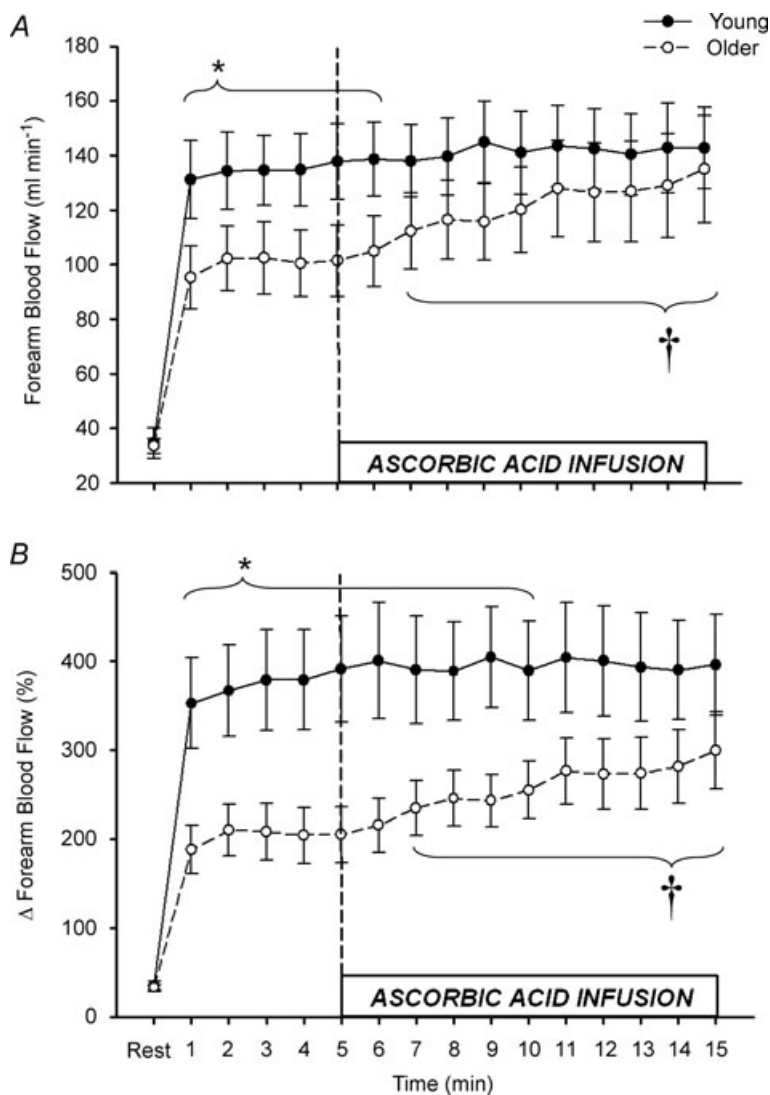 A
Young
Older
*
Forearm Blood Flow (ml min⁻¹)
180
160
140
120
100
80
60
40
20
†
ASCORBIC ACID INFUSION
B
*
Δ Forearm Blood Flow (%)
500
400
300
200
100
0
†
ASCORBIC ACID INFUSION
Rest 1 2 3 4 5 6 7 8 9 10 11 12 13 14 15
Time (min)